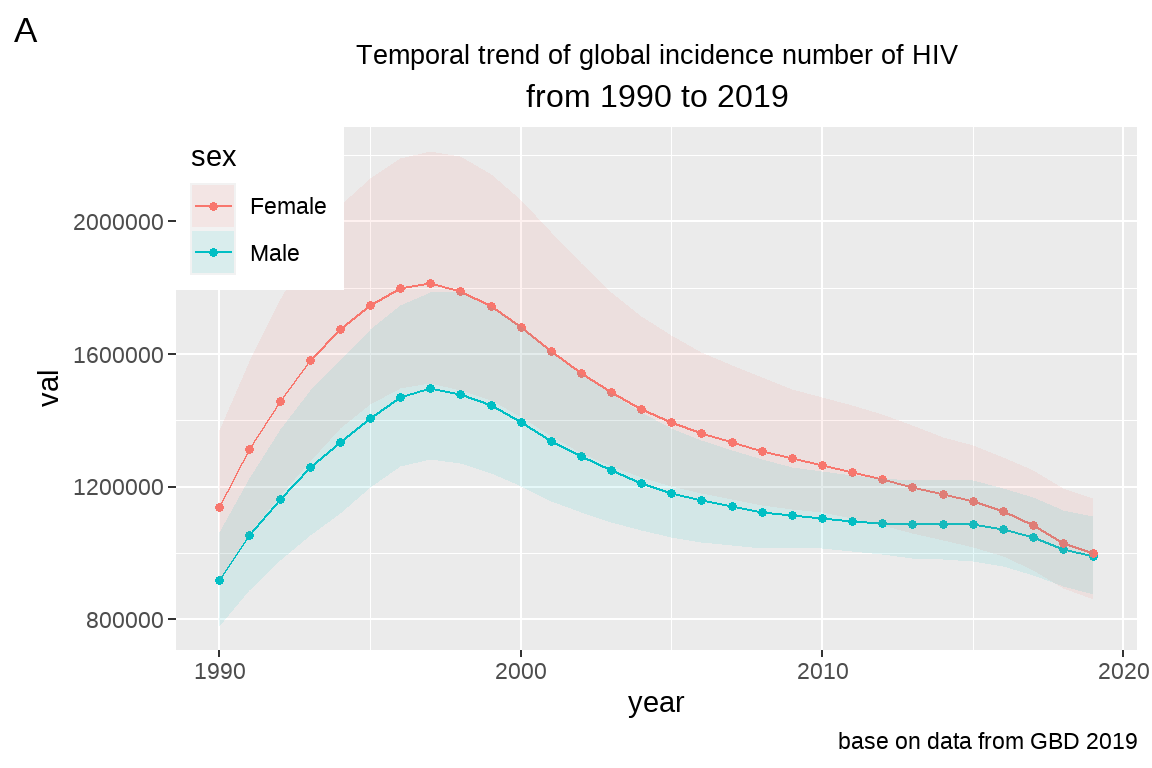 A
Temporal trend of global incidence number of HIV
from 1990 to 2019
sex
Female
Male
val
2000000
1600000
1200000
800000
1990 2000 2010 2020
year
base on data from GBD 2019